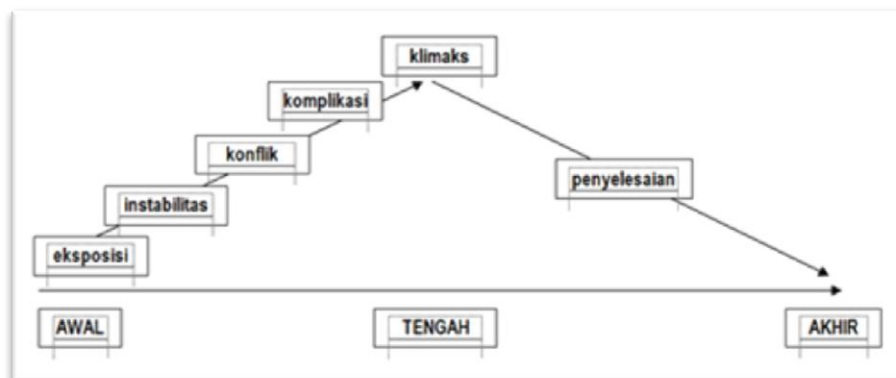 klimaks
komplikasi
konflik
penyelesaian
instabilitas
eksposisi
AWAL
TENGAH
AKHIR